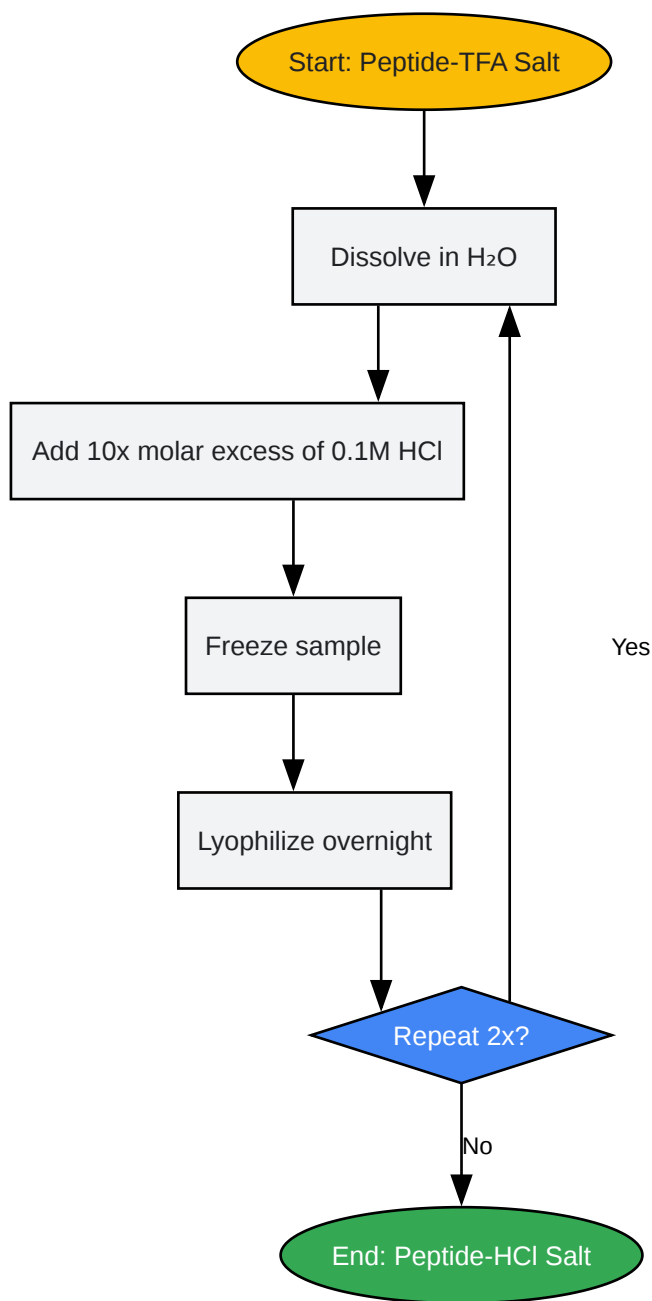 Start: Peptide-TFA Salt
Dissolve in H₂O
Add 10x molar excess of 0.1M HCl
Freeze sample
Yes
Lyophilize overnight
Repeat 2x?
No
End: Peptide-HCl Salt